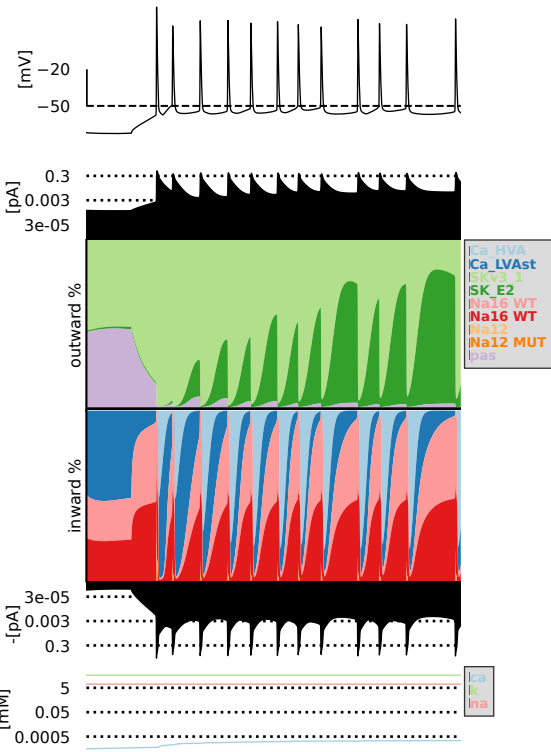 [mV]
−20
−50
[pA]
0.3
0.003
3e-05
outward %
Ca_HVA
Ca_LVAst
SKv3_1
SK_E2
Na16 WT
Na16 WT
Na12
Na12 MUT
pas
inward %
-[pA]
3e-05
0.003
0.3
[mM]
5
0.05
0.0005
ca
k
na